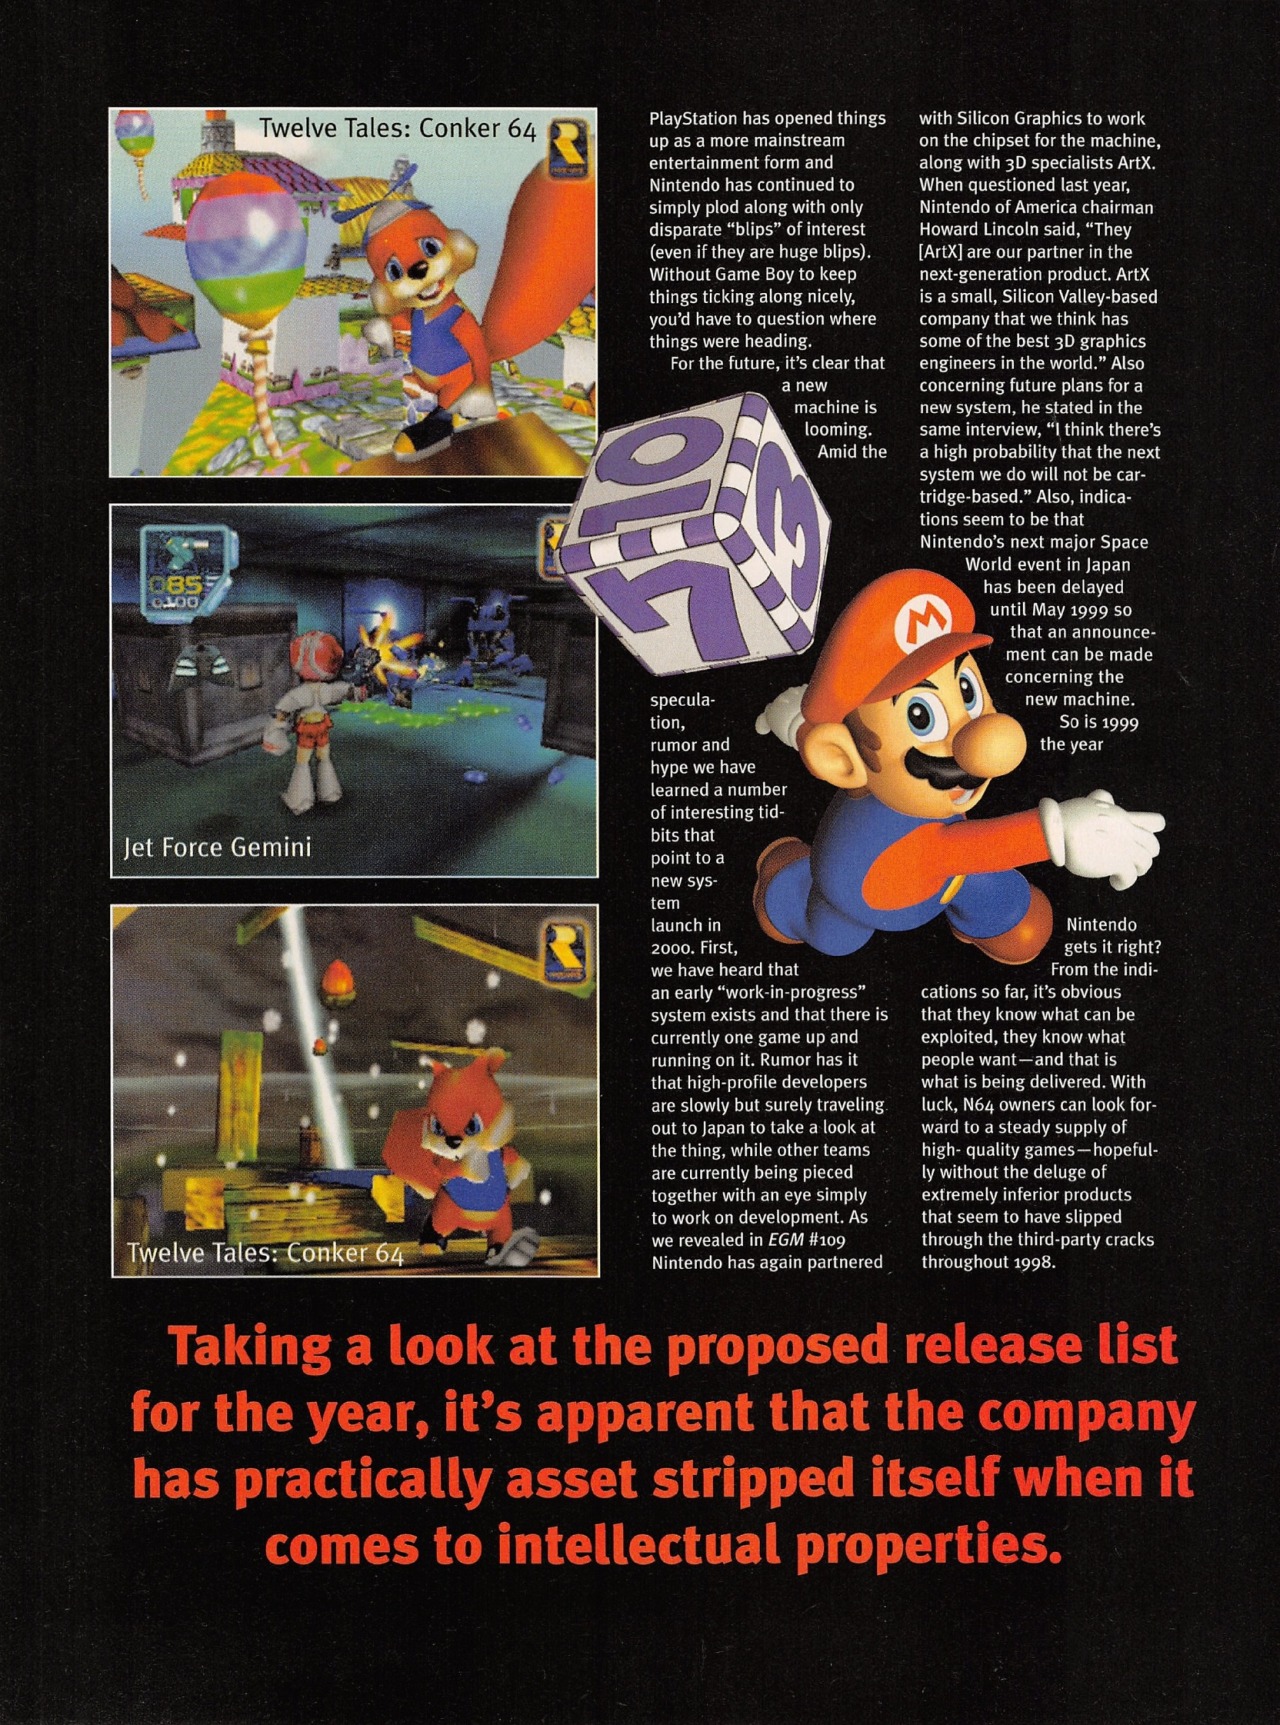 Twelve Tales: Conker 64
085
0100
Jet Force Gemini
Twelve Tales: Conker 64
PlayStation has opened things
up as a more mainstream
entertainment form and
Nintendo has continued to
simply plod along with only
disparate “blips” of interest
(even if they are huge blips).
Without Game Boy to keep
things ticking along nicely,
you’d have to question where
things were heading.
For the future, it’s clear that
a new
machine is
looming.
Amid the
10
7
3
M
specula-
tion,
rumor and
hype we have
learned a number
of interesting tid-
bits that
point to a
new sys-
tem
launch in
2000. First,
we have heard that
an early “work-in-progress”
system exists and that there is
currently one game up and
running on it. Rumor has it
that high-profile developers
are slowly but surely traveling
out to Japan to take a look at
the thing, while other teams
are currently being pieced
together with an eye simply
to work on development. As
we revealed in EGM #109
Nintendo has again partnered
with Silicon Graphics to work
on the chipset for the machine,
along with 3D specialists ArtX.
When questioned last year,
Nintendo of America chairman
Howard Lincoln said, “They
[ArtX] are our partner in the
next-generation product. ArtX
is a small, Silicon Valley-based
company that we think has
some of the best 3D graphics
engineers in the world.” Also
concerning future plans for a
new system, he stated in the
same interview, “I think there’s
a high probability that the next
system we do will not be car-
tridge-based.” Also, indica-
tions seem to be that
Nintendo’s next major Space
World event in Japan
has been delayed
until May 1999 so
that an announce-
ment can be made
concerning the
new machine.
So is 1999
the year
Nintendo
gets it right?
From the indi-
cations so far, it’s obvious
that they know what can be
exploited, they know what
people want—and that is
what is being delivered. With
luck, N64 owners can look for-
ward to a steady supply of
high- quality games—hopeful-
ly without the deluge of
extremely inferior products
that seem to have slipped
through the third-party cracks
throughout 1998.
Taking a look at the proposed release list
for the year, it’s apparent that the company
has practically asset stripped itself when it
comes to intellectual properties.